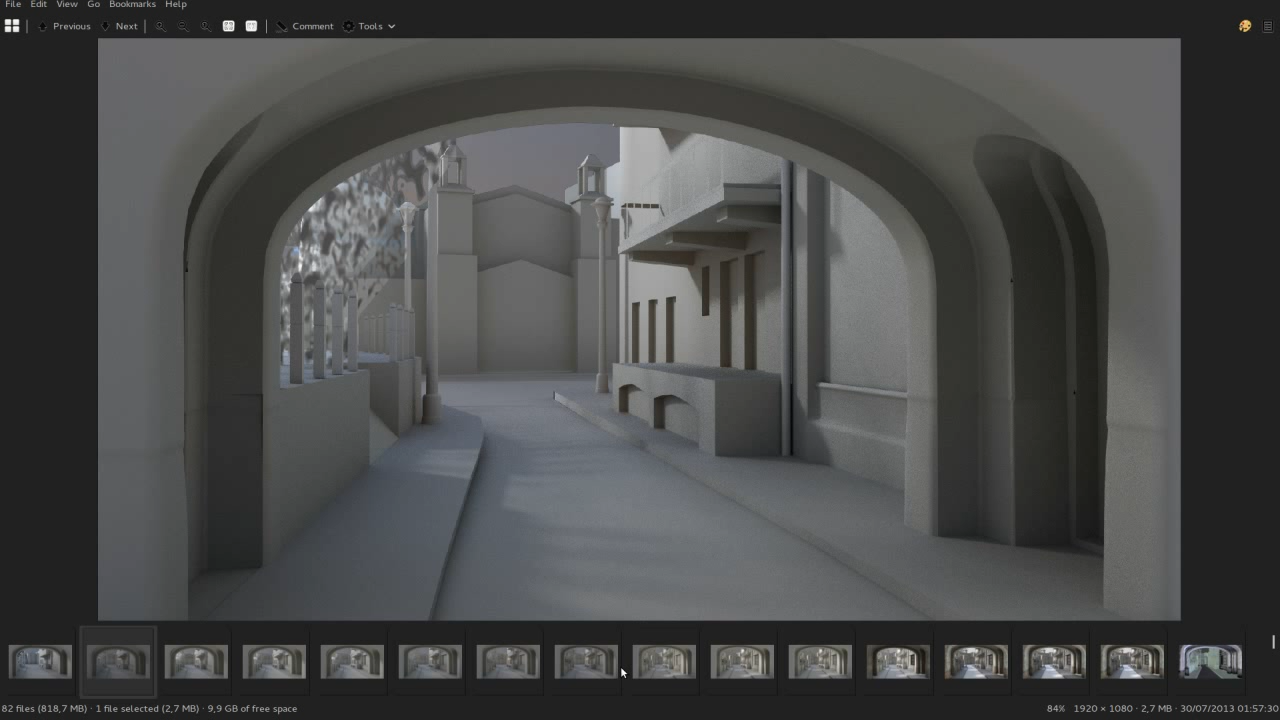 File Edit View Go Bookmarks Help
Previous Next Comment Tools
82 files (818,7 MB) · 1 file selected (2,7 MB) · 9,9 GB of free space
84% 1920 × 1080 · 2,7 MB · 30/07/2013 01:57:30